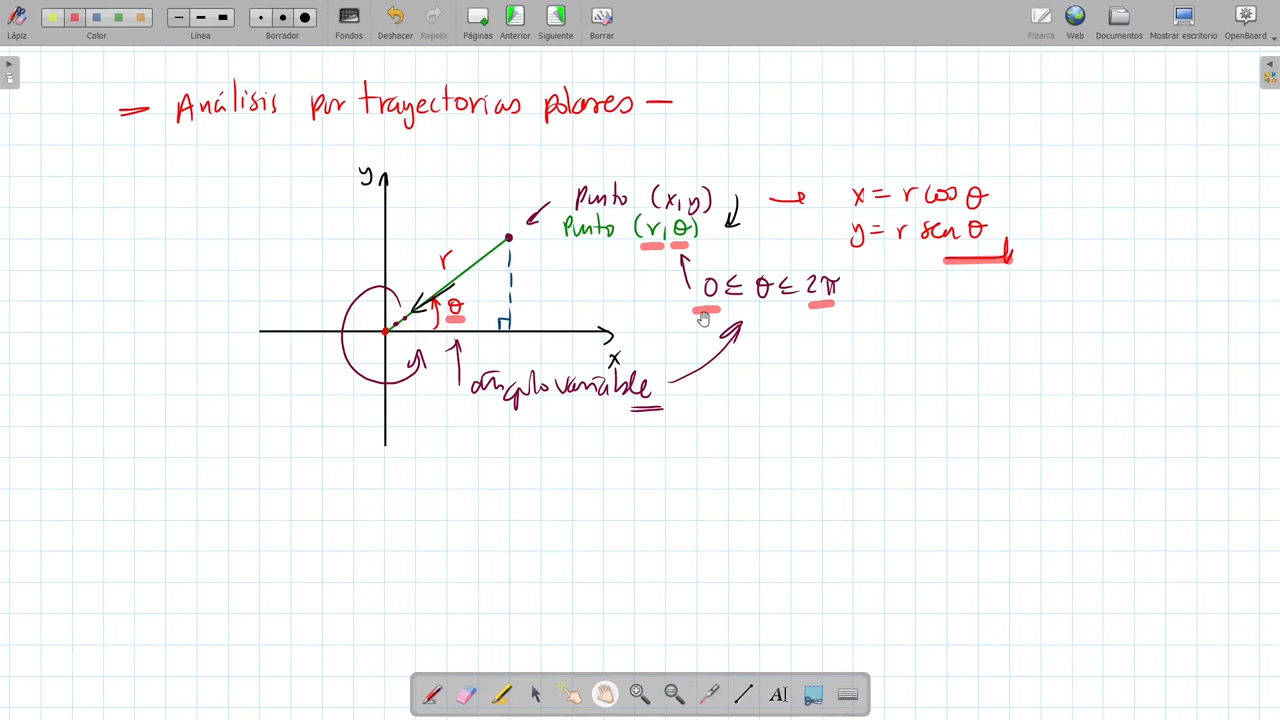 Lápiz Color Línea Borrador Fondos Deshacer Repetir Páginas Anterior Siguiente Borrar Pizarra Web Documentos Mostrar escritorio OpenBoard
= Análisis por trayectorias polares –
y
Punto (x,y) → x = r cos θ
Punto (r,θ) y = r sen θ
r
0 ≤ θ ≤ 2π
θ
x
ángulo variable